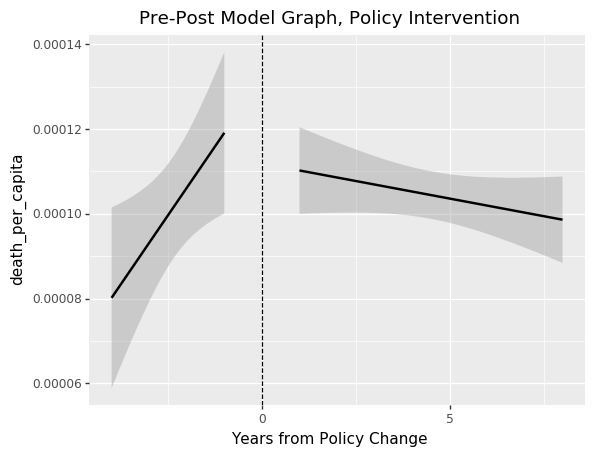 Pre-Post Model Graph, Policy Intervention
0.00014
0.00012
0.00010
0.00008
0.00006
death_per_capita
0 5
Years from Policy Change